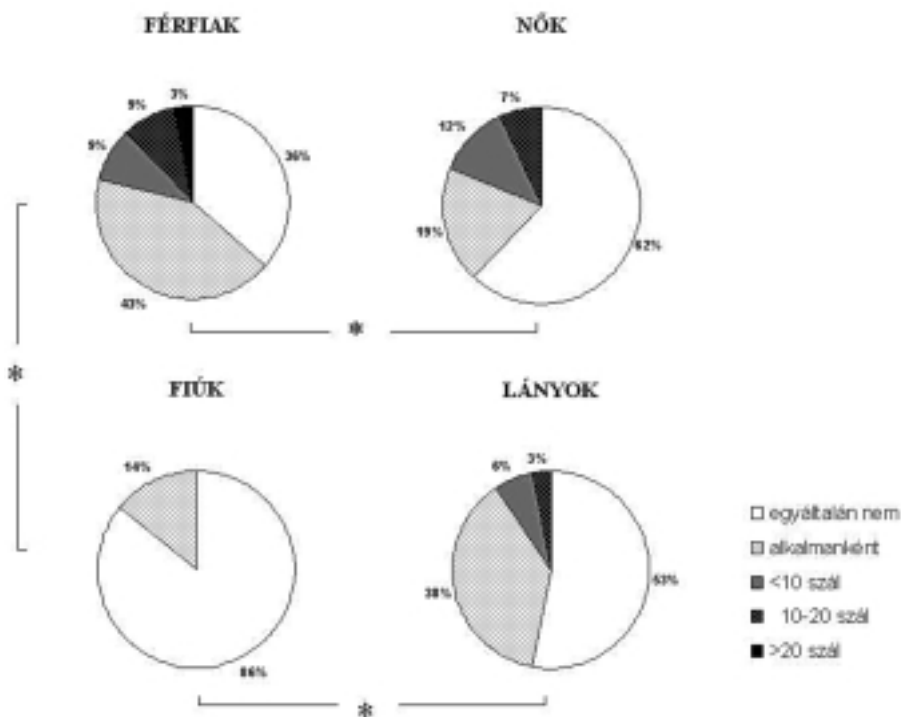 FÉRFIAK
NŐK
3%
9%
9%
36%
43%
7%
12%
19%
62%
*
*
FIÚK
LÁNYOK
14%
86%
3%
6%
38%
53%
egyáltalán nem
alkalmanként
<10 szál
10-20 szál
>20 szál
*